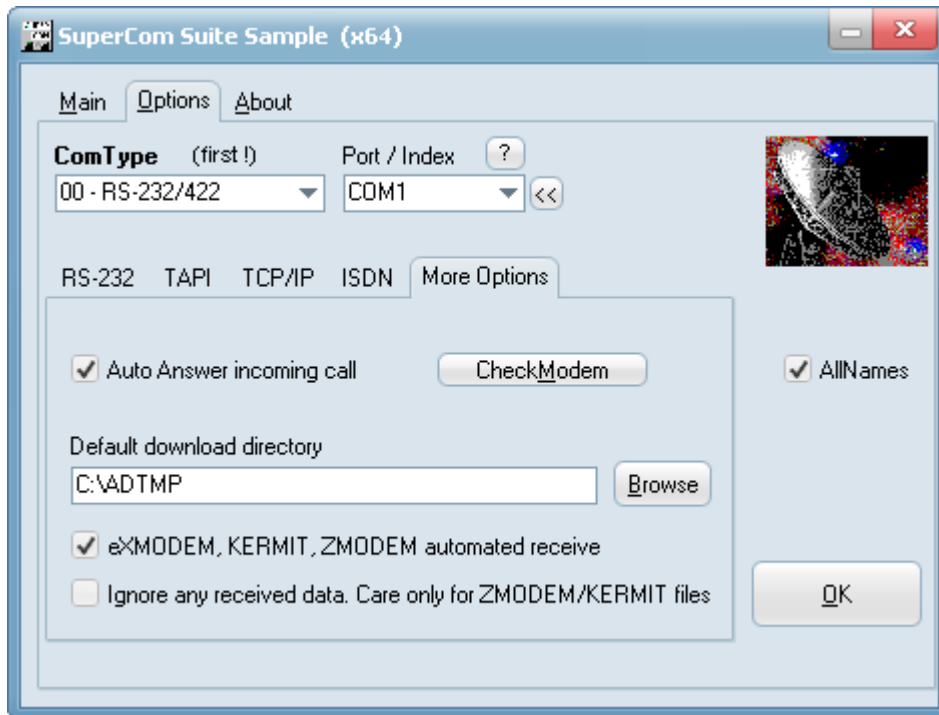 SuperCom Suite Sample (x64)
Main Options About
ComType (first !) Port / Index ?
00 - RS-232/422 COM1 <<
RS-232 TAPI TCP/IP ISDN More Options
Auto Answer incoming call CheckModem AllNames
Default download directory
C:\ADTMP Browse
eXMODEM, KERMIT, ZMODEM automated receive
Ignore any received data. Care only for ZMODEM/KERMIT files OK